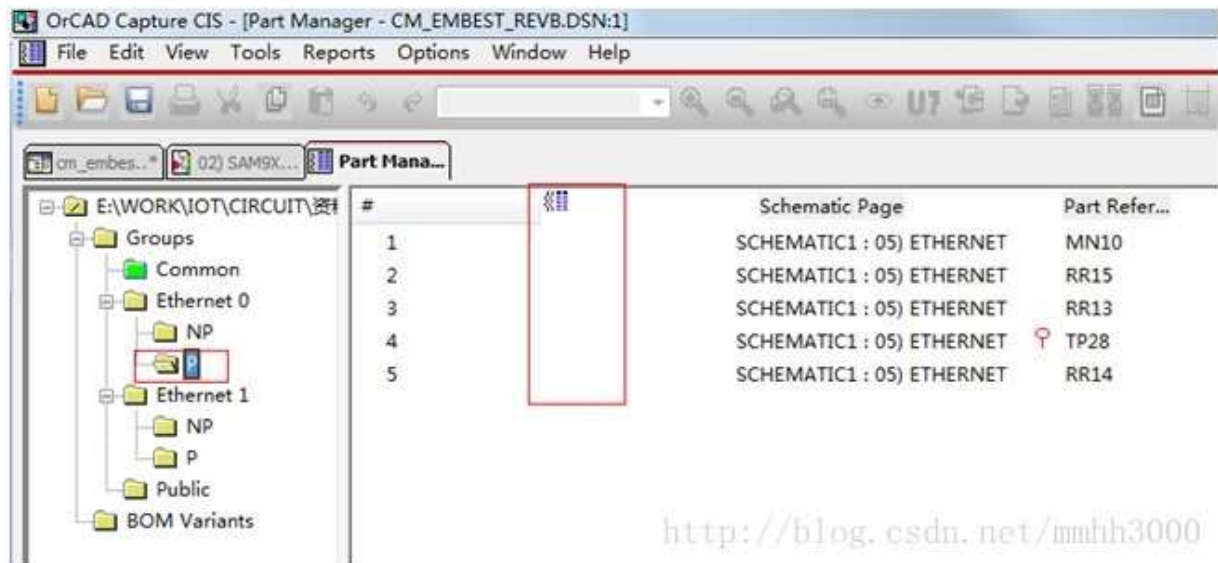 OrCAD Capture CIS - [Part Manager - CM_EMBEST_REVB.DSN:1]
File Edit View Tools Reports Options Window Help
U?
cm_embes..* 02) SAM9X... Part Mana...
E:\WORK\IOT\CIRCUIT\资料
Groups
Common
Ethernet 0
NP
P
Ethernet 1
NP
P
Public
BOM Variants
# Schematic Page Part Refer...
1 SCHEMATIC1 : 05) ETHERNET MN10
2 SCHEMATIC1 : 05) ETHERNET RR15
3 SCHEMATIC1 : 05) ETHERNET RR13
4 SCHEMATIC1 : 05) ETHERNET TP28
5 SCHEMATIC1 : 05) ETHERNET RR14
http://blog.csdn.net/mmhh3000